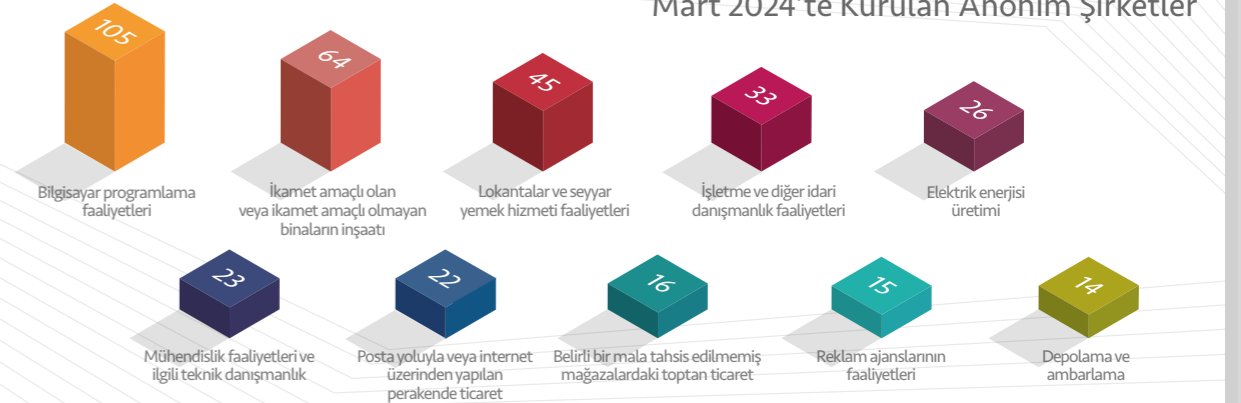 Mart 2024'te Kurulan Anonim Şirketler
105
64
45
33
26
Bilgisayar programlama
faaliyetleri
İkamet amaçlı olan
veya ikamet amaçlı olmayan
binaların inşaatı
Lokantalar ve seyyar
yemek hizmeti faaliyetleri
İşletme ve diğer idari
danışmanlık faaliyetleri
Elektrik enerjisi
üretimi
23
22
16
15
14
Mühendislik faaliyetleri ve
ilgili teknik danışmanlık
Posta yoluyla veya internet
üzerinden yapılan
perakende ticaret
Belirli bir mala tahsis edilmemiş
mağazalardaki toptan ticaret
Reklam ajanslarının
faaliyetleri
Depolama ve
ambarlama